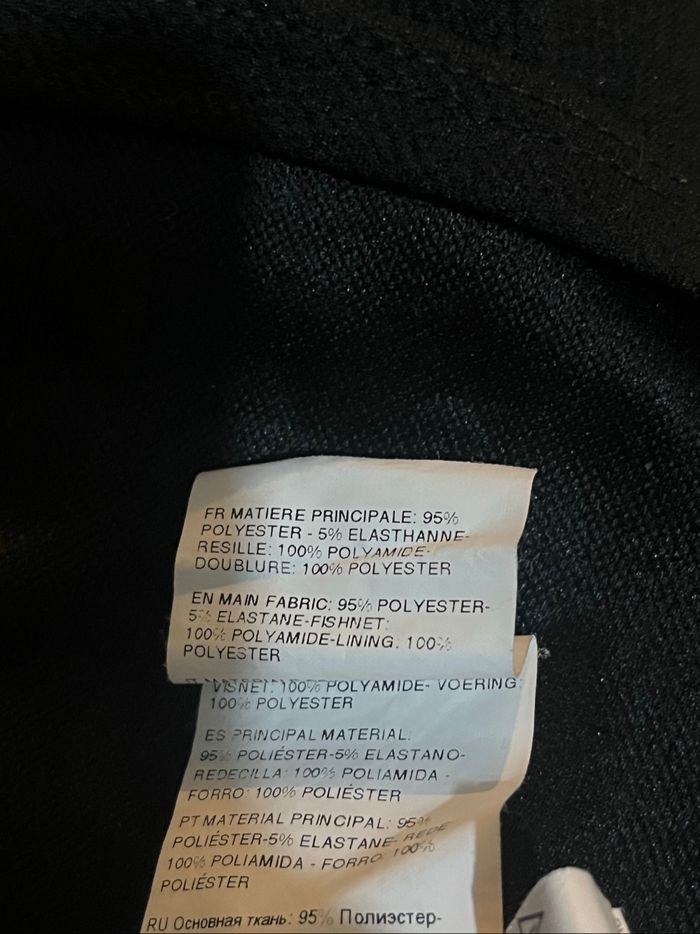 FR MATIERE PRINCIPALE: 95%
POLYESTER - 5% ELASTHANNE-
RESILLE: 100% POLYAMIDE-
DOUBLURE: 100% POLYESTER
EN MAIN FABRIC: 95% POLYESTER-
5% ELASTANE-FISHNET:
100% POLYAMIDE-LINING: 100%
POLYESTER
VISNET: 100% POLYAMIDE- VOERING:
100% POLYESTER
ES PRINCIPAL MATERIAL:
95% POLIÉSTER-5% ELASTANO-
REDECILLA: 100% POLIAMIDA -
FORRO: 100% POLIÉSTER
PT MATERIAL PRINCIPAL: 95%
POLIÉSTER-5% ELASTANE- REDE
100% POLIAMIDA - FORRO 100%
POLIÉSTER
RU Основная ткань: 95% Полиэстер-